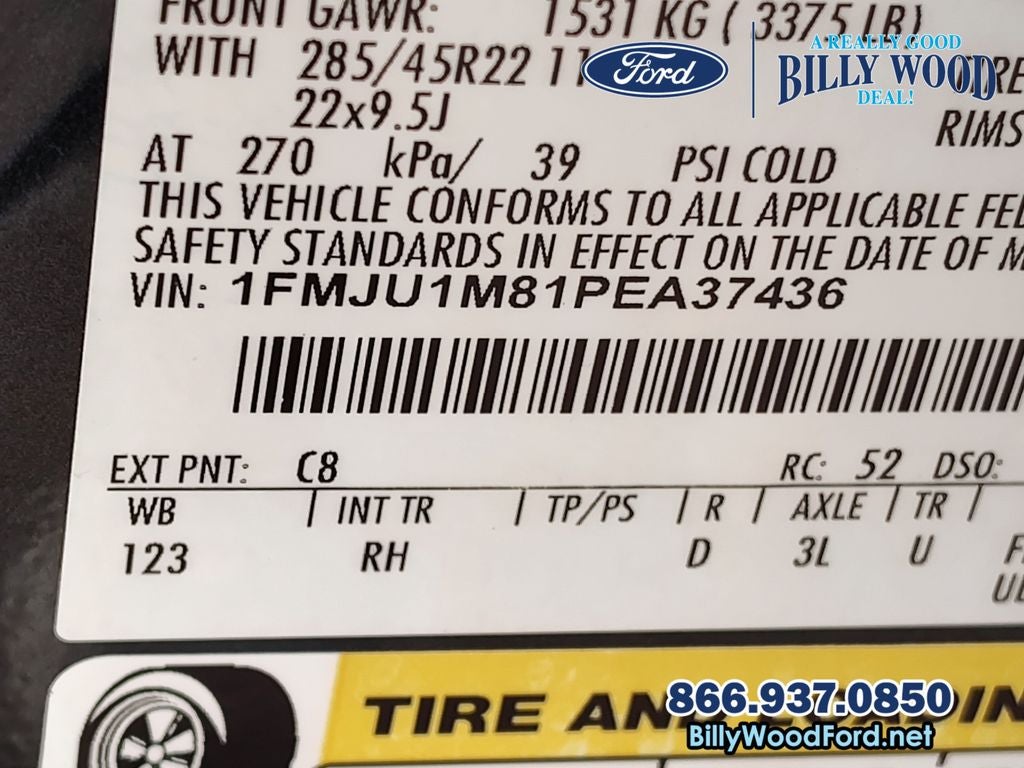 FRONT GAWR: 1531 KG ( 3375 LB)
WITH 285/45R22 11
22x9.5J
RIMS
AT 270 kPa/ 39 PSI COLD
THIS VEHICLE CONFORMS TO ALL APPLICABLE
SAFETY STANDARDS IN EFFECT ON THE DATE OF M
VIN: 1FMJU1M81PEA37436
EXT PNT: C8 RC: 52 DSO:
WB | INT TR | TP/PS | R | AXLE | TR |
123 RH D 3L U
TIRE AND LOADIN
Ford
A REALLY GOOD
BILLY WOOD
DEAL!
866.937.0850
BillyWoodFord.net